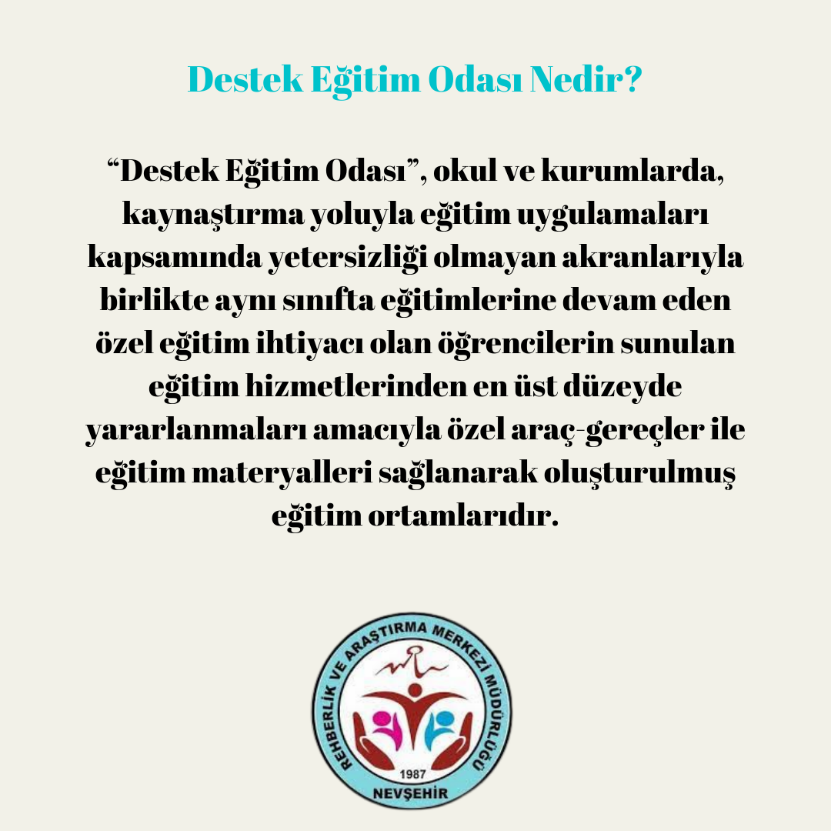 Destek Eğitim Odası Nedir?
“Destek Eğitim Odası”, okul ve kurumlarda,
kaynaştırma yoluyla eğitim uygulamaları
kapsamında yetersizliği olmayan akranlarıyla
birlikte aynı sınıfta eğitimlerine devam eden
özel eğitim ihtiyacı olan öğrencilerin sunulan
eğitim hizmetlerinden en üst düzeyde
yararlanmaları amacıyla özel araç-gereçler ile
eğitim materyalleri sağlanarak oluşturulmuş
eğitim ortamlarıdır.
REHBERLİK VE ARAŞTIRMA MERKEZİ MÜDÜRLÜĞÜ
1987
NEVŞEHİR